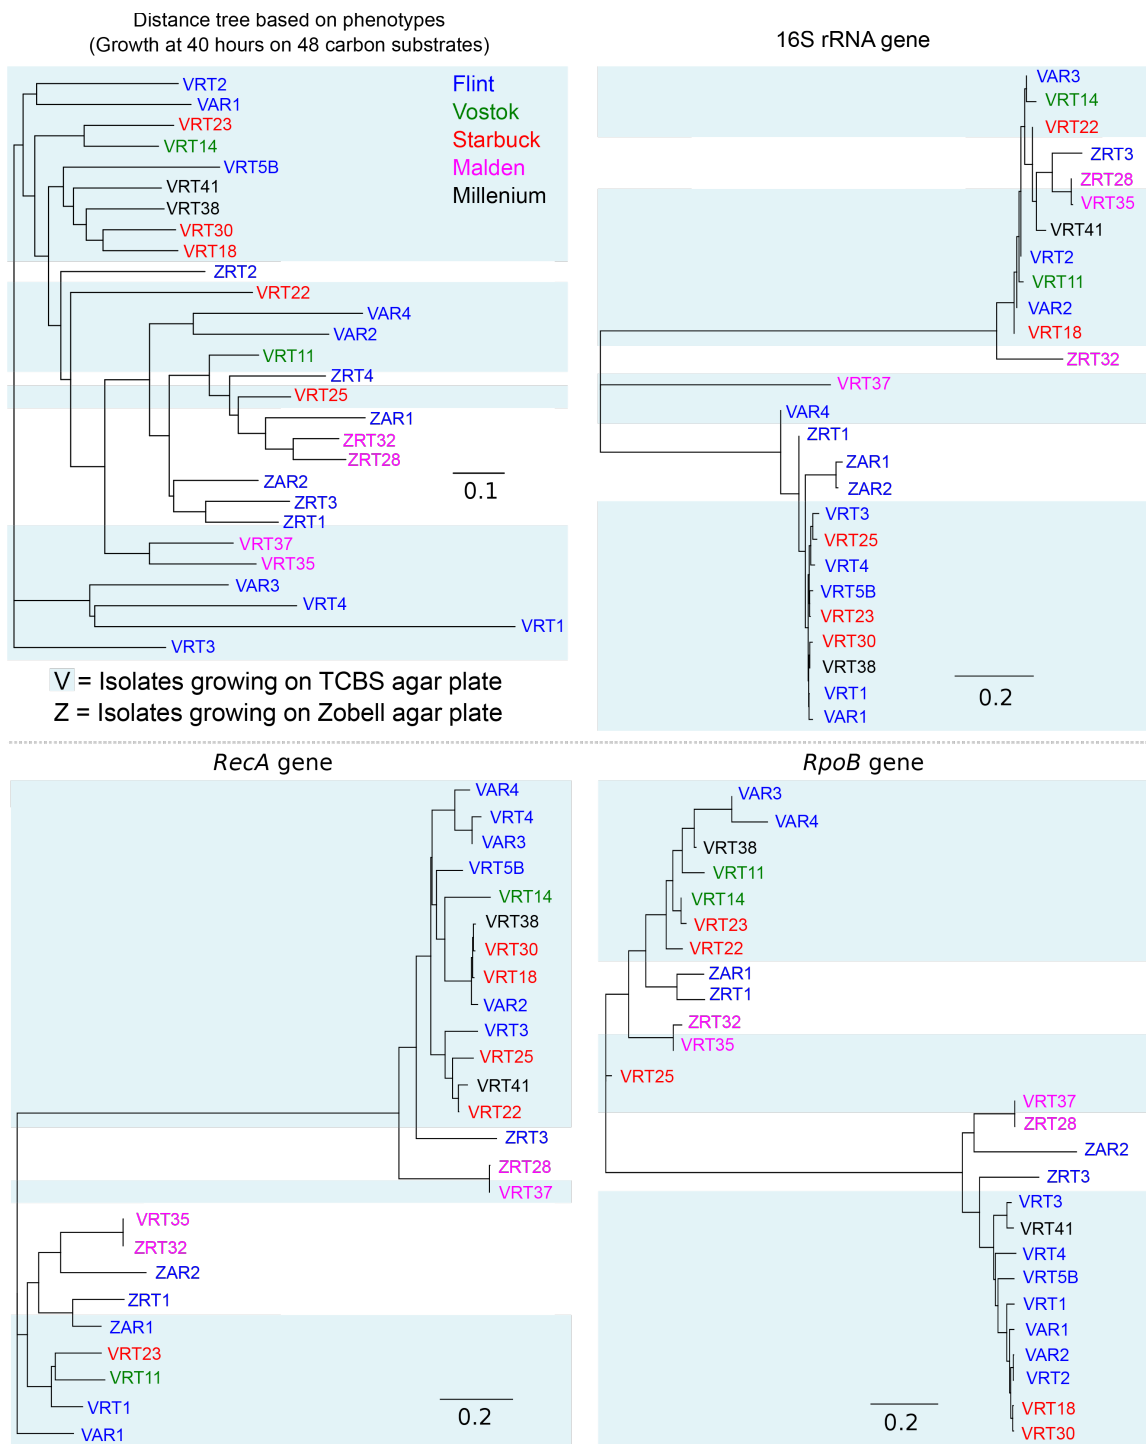 Distance tree based on phenotypes
(Growth at 40 hours on 48 carbon substrates)
VRT2
VAR1
VRT23
VRT14
VRT5B
VRT41
VRT38
VRT30
VRT18
ZRT2
VRT22
VAR4
VAR2
VRT11
ZRT4
VRT25
ZAR1
ZRT32
ZRT28
ZAR2
ZRT3
ZRT1
VRT37
VRT35
VAR3
VRT4
VRT1
VRT3
Flint
Vostok
Starbuck
Malden
Millenium
0.1
V = Isolates growing on TCBS agar plate
Z = Isolates growing on Zobell agar plate
16S rRNA gene
VAR3
VRT14
VRT22
ZRT3
ZRT28
VRT35
VRT41
VRT2
VRT11
VAR2
VRT18
ZRT32
VRT37
VAR4
ZRT1
ZAR1
ZAR2
VRT3
VRT25
VRT4
VRT5B
VRT23
VRT30
VRT38
VRT1
VAR1
0.2
RecA gene
VAR4
VRT4
VAR3
VRT5B
VRT14
VRT38
VRT30
VRT18
VAR2
VRT3
VRT25
VRT41
VRT22
ZRT3
ZRT28
VRT37
VRT35
ZRT32
ZAR2
ZRT1
ZAR1
VRT23
VRT11
VRT1
VAR1
0.2
RpoB gene
VAR3
VAR4
VRT38
VRT11
VRT14
VRT23
VRT22
ZAR1
ZRT1
ZRT32
VRT35
VRT25
VRT37
ZRT28
ZAR2
ZRT3
VRT3
VRT41
VRT4
VRT5B
VRT1
VAR1
VAR2
VRT2
VRT18
VRT30
0.2